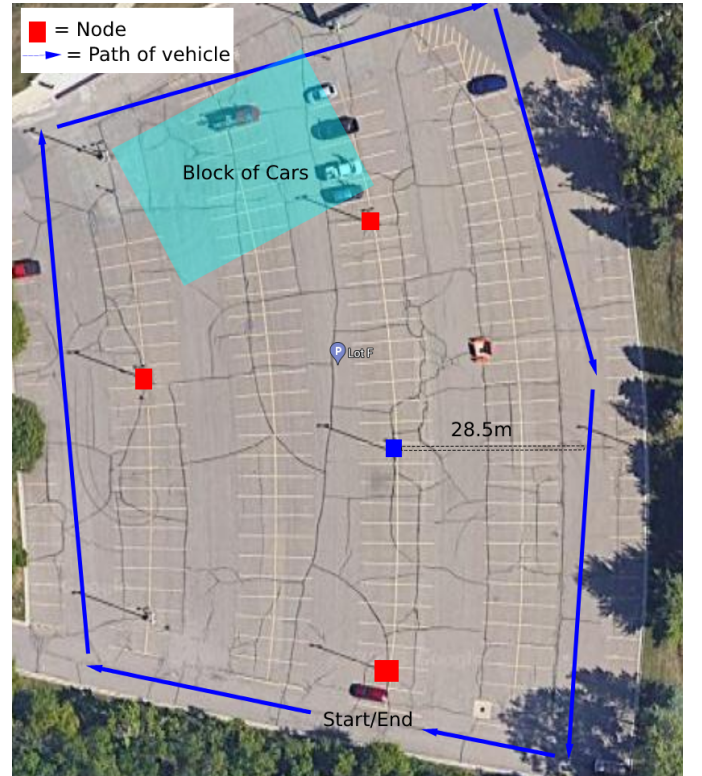 = Node
= Path of vehicle
Block of Cars
Lot F
28.5m
Start/End